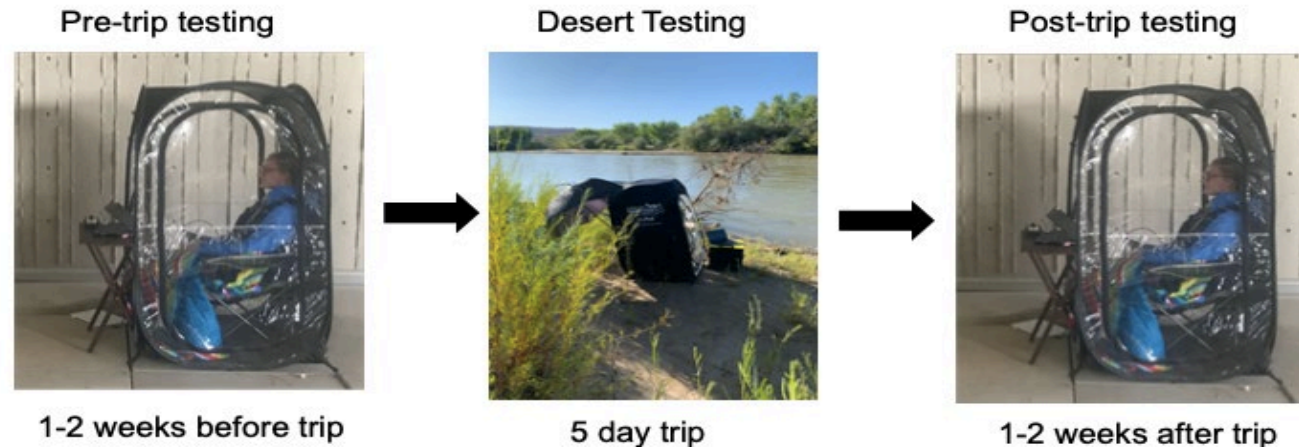 Pre-trip testing
Desert Testing
Post-trip testing
1-2 weeks before trip
5 day trip
1-2 weeks after trip